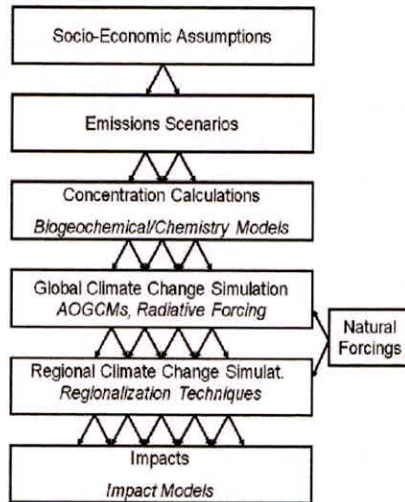 Socio-Economic Assumptions
Emissions Scenarios
Concentration Calculations
Biogeochemical/Chemistry Models
Global Climate Change Simulation
AOGCMs, Radiative Forcing
Natural
Forcings
Regional Climate Change Simulat.
Regionalization Techniques
Impacts
Impact Models